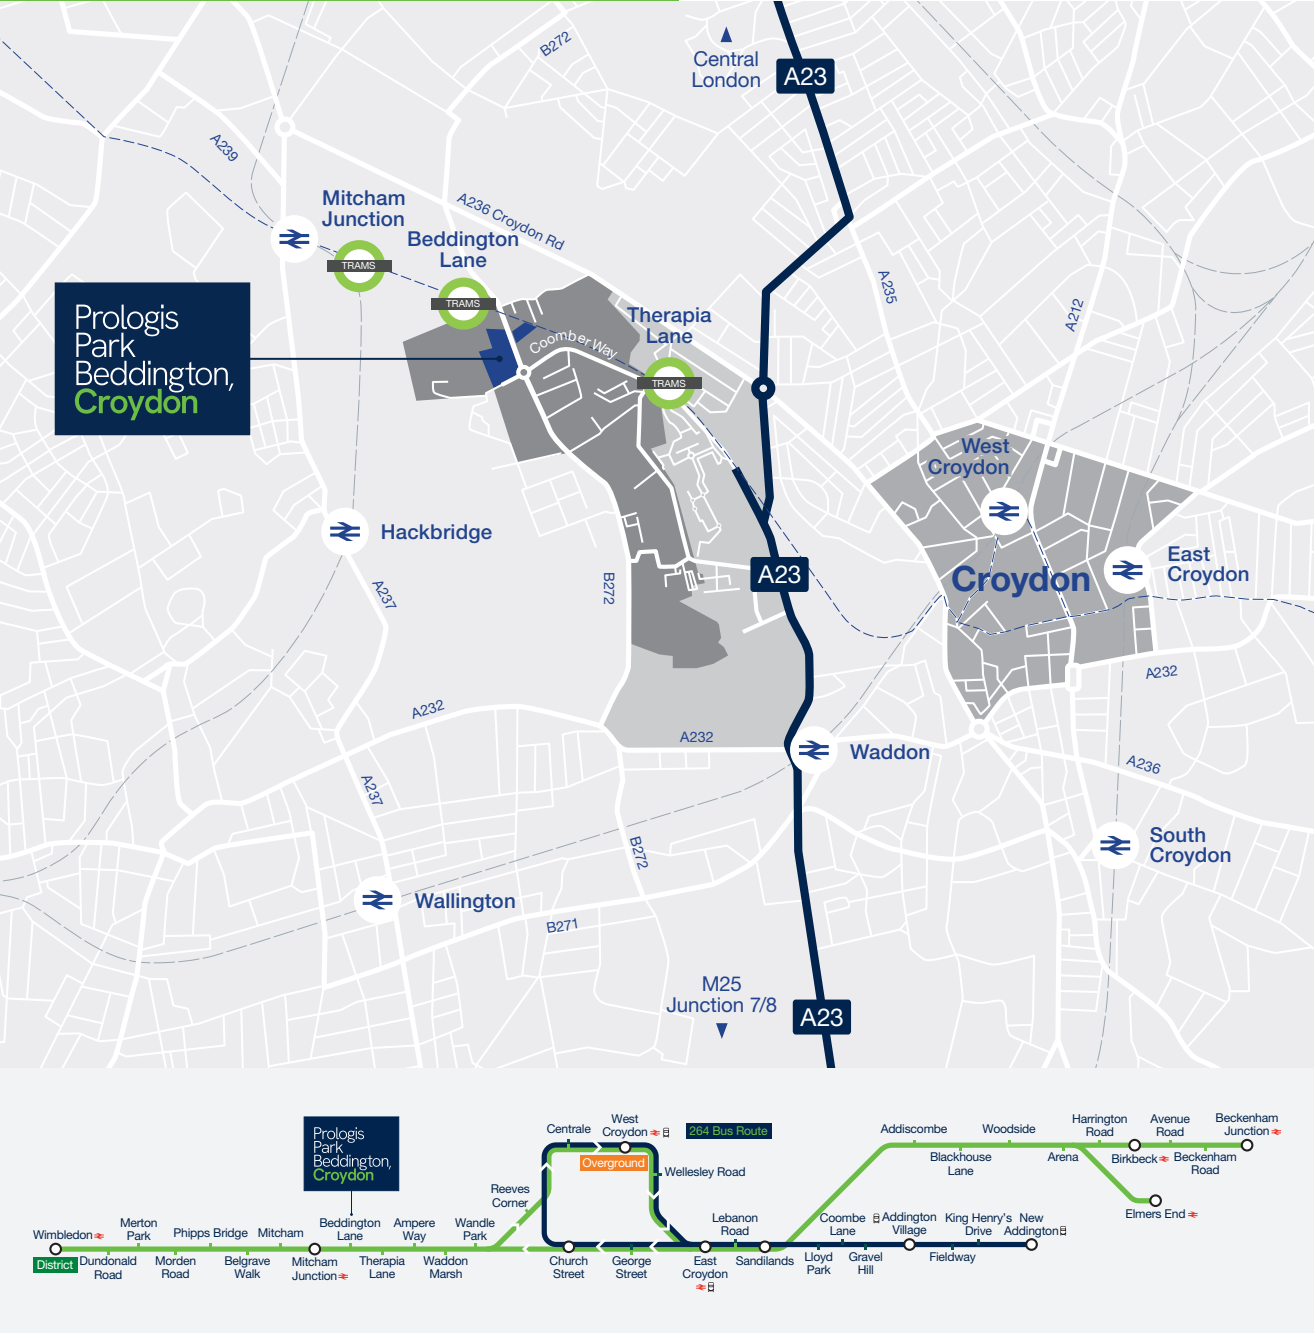 B272
Central
London
A23
A239
Mitcham
Junction
A236 Croydon Rd
Beddington
Lane
TRAMS
TRAMS
A235
A212
Prologis
Park
Beddington,
Croydon
Therapia
Lane
Coomber Way
TRAMS
West
Croydon
Hackbridge
East
Croydon
Croydon
A23
A237
B272
A232
A232
A232
Waddon
A236
A237
South
Croydon
B272
Wallington
B271
M25
Junction 7/8
A23
Prologis
Park
Beddington,
Croydon
Centrale
West
Croydon
264 Bus Route
Overground
Wellesley Road
Reeves
Corner
Addiscombe
Woodside
Harrington
Road
Avenue
Road
Beckenham
Junction
Blackhouse
Lane
Arena
Birkbeck
Beckenham
Road
Elmers End
Wimbledon
District
Dundonald
Road
Merton
Park
Morden
Road
Phipps Bridge
Belgrave
Walk
Mitcham
Mitcham
Junction
Beddington
Lane
Therapia
Lane
Ampere
Way
Waddon
Marsh
Wandle
Park
Church
Street
George
Street
East
Croydon
Lebanon
Road
Sandilands
Lloyd
Park
Coombe
Lane
Gravel
Hill
Addington
Village
Fieldway
King Henry's
Drive
New
Addington